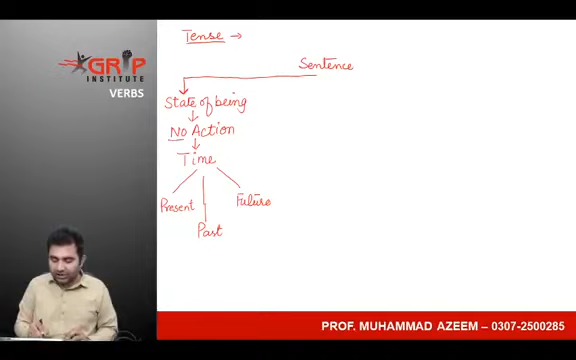 Tense →
Sentence
GRIP
INSTITUTE
VERBS
State of being
No Action
Time
Present
Future
Past
PROF. MUHAMMAD AZEEM – 0307-2500285